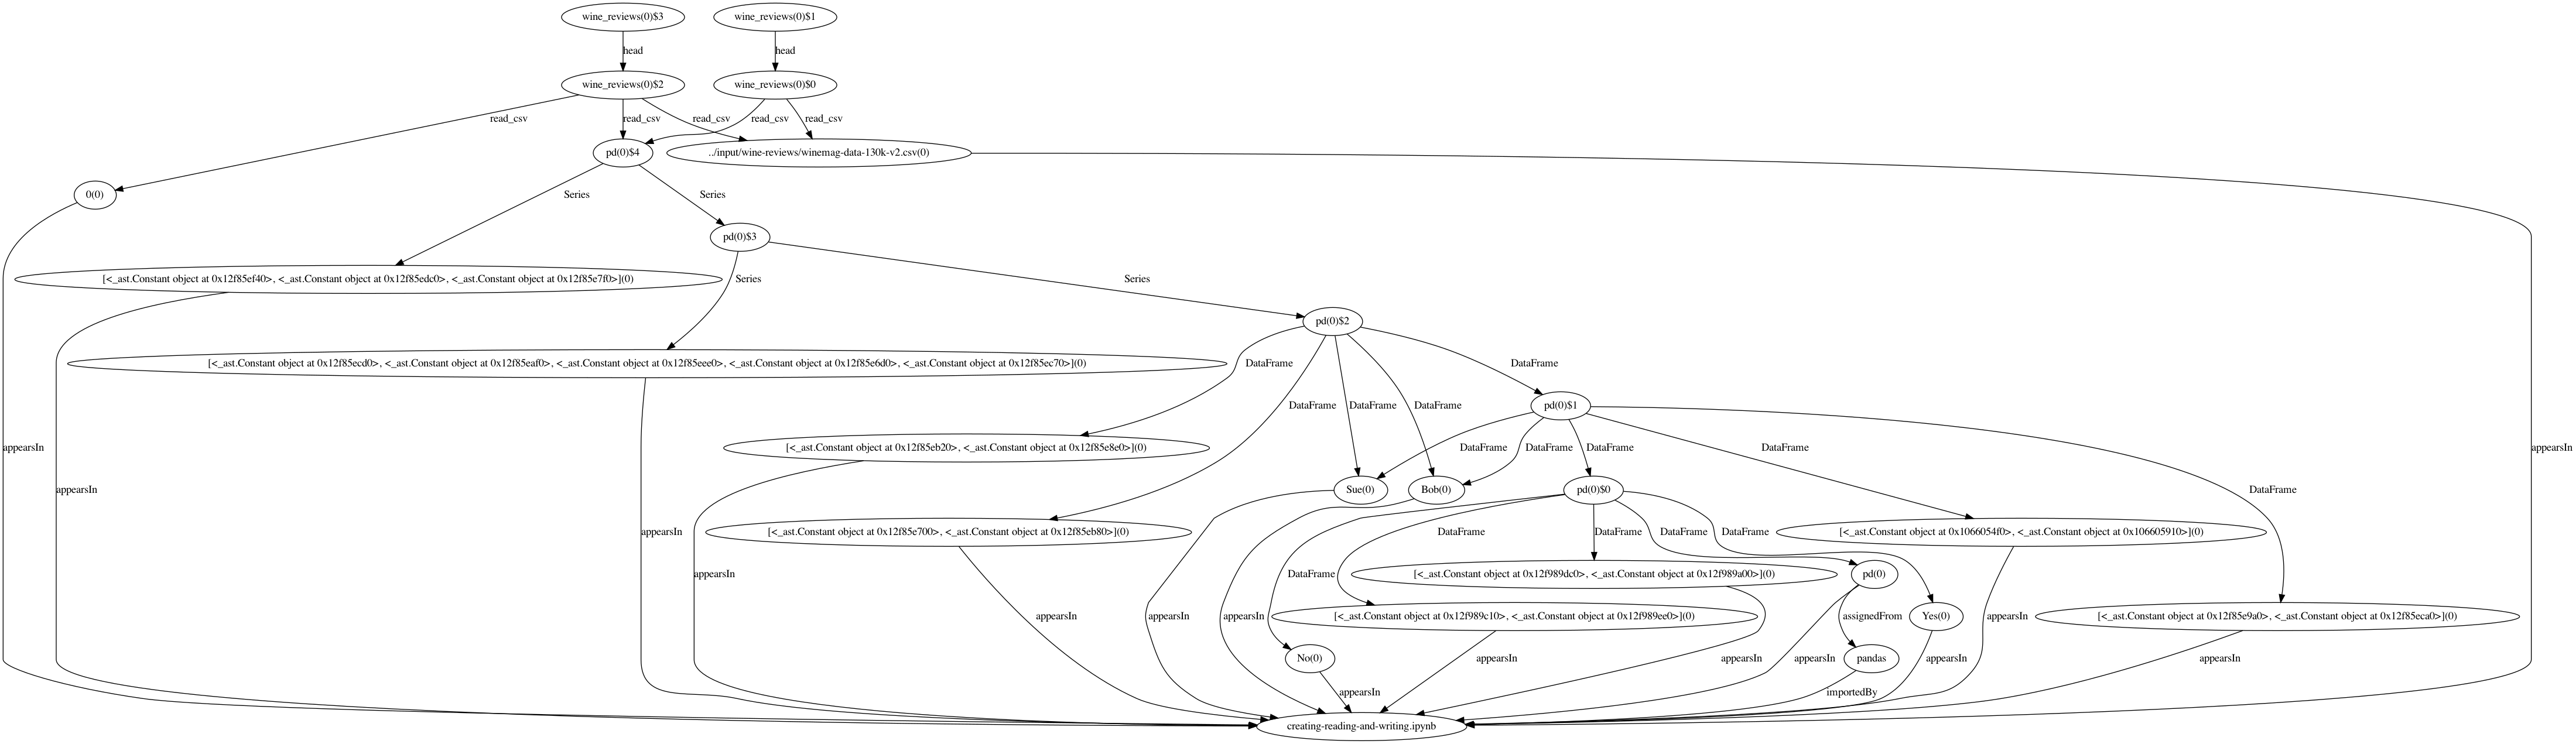 wine_reviews(0)$3
wine_reviews(0)$1
head
head
wine_reviews(0)$2
wine_reviews(0)$0
read_csv
read_csv
read_csv
read_csv
read_csv
pd(0)$4
../input/wine-reviews/winemag-data-130k-v2.csv(0)
0(0)
Series
Series
pd(0)$3
[<_ast.Constant object at 0x12f85ef40>, <_ast.Constant object at 0x12f85edc0>, <_ast.Constant object at 0x12f85e7f0>](0)
Series
Series
pd(0)$2
[<_ast.Constant object at 0x12f85ecd0>, <_ast.Constant object at 0x12f85eaf0>, <_ast.Constant object at 0x12f85eee0>, <_ast.Constant object at 0x12f85e6d0>, <_ast.Constant object at 0x12f85ec70>](0)
DataFrame
DataFrame
DataFrame
DataFrame
DataFrame
pd(0)$1
appearsIn
[<_ast.Constant object at 0x12f85eb20>, <_ast.Constant object at 0x12f85e8e0>](0)
DataFrame
DataFrame
DataFrame
DataFrame
appearsIn
appearsIn
Sue(0)
Bob(0)
pd(0)$0
DataFrame
appearsIn
[<_ast.Constant object at 0x12f85e700>, <_ast.Constant object at 0x12f85eb80>](0)
DataFrame
DataFrame
DataFrame
DataFrame
[<_ast.Constant object at 0x1066054f0>, <_ast.Constant object at 0x106605910>](0)
appearsIn
DataFrame
[<_ast.Constant object at 0x12f989dc0>, <_ast.Constant object at 0x12f989a00>](0)
pd(0)
appearsIn
appearsIn
appearsIn
[<_ast.Constant object at 0x12f989c10>, <_ast.Constant object at 0x12f989ee0>](0)
assignedFrom
Yes(0)
appearsIn
[<_ast.Constant object at 0x12f85e9a0>, <_ast.Constant object at 0x12f85eca0>](0)
No(0)
appearsIn
appearsIn
appearsIn
pandas
appearsIn
appearsIn
appearsIn
importedBy
creating-reading-and-writing.ipynb